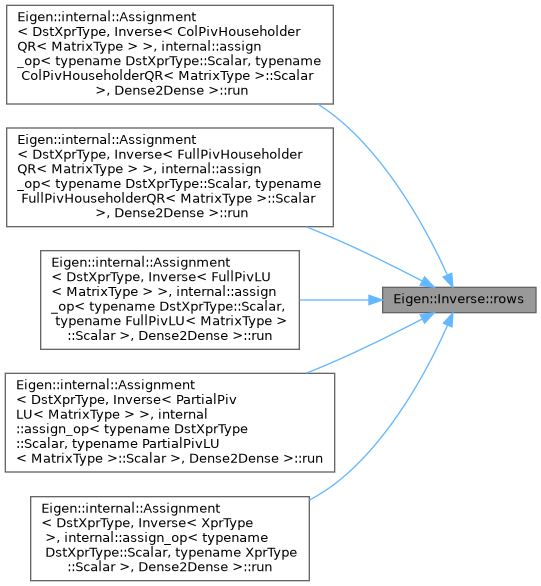 Eigen::internal::Assignment
< DstXprType, Inverse< ColPivHouseholder
QR< MatrixType > >, internal::assign
_op< typename DstXprType::Scalar, typename
ColPivHouseholderQR< MatrixType >::Scalar
>, Dense2Dense >::run
Eigen::internal::Assignment
< DstXprType, Inverse< FullPivHouseholder
QR< MatrixType > >, internal::assign
_op< typename DstXprType::Scalar, typename
FullPivHouseholderQR< MatrixType >::Scalar
>, Dense2Dense >::run
Eigen::internal::Assignment
< DstXprType, Inverse< FullPivLU
< MatrixType > >, internal::assign
_op< typename DstXprType::Scalar,
typename FullPivLU< MatrixType >
::Scalar >, Dense2Dense >::run
Eigen::Inverse::rows
Eigen::internal::Assignment
< DstXprType, Inverse< PartialPiv
LU< MatrixType > >, internal
::assign_op< typename DstXprType
::Scalar, typename PartialPivLU
< MatrixType >::Scalar >, Dense2Dense >::run
Eigen::internal::Assignment
< DstXprType, Inverse< XprType
>, internal::assign_op< typename
DstXprType::Scalar, typename XprType
::Scalar >, Dense2Dense >::run